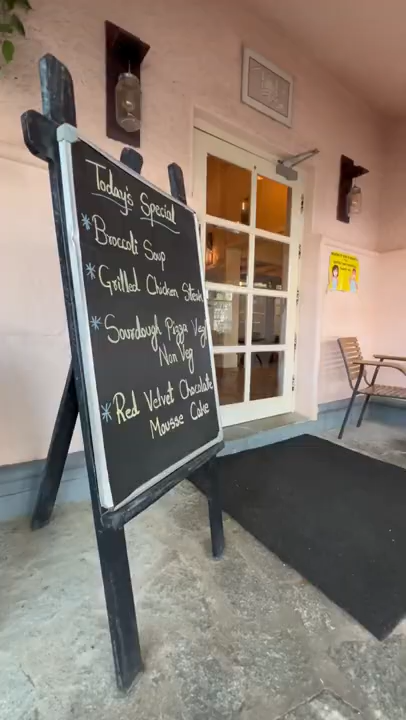 Today's Special
* Broccoli Soup
* Grilled Chicken Steak
* Sourdough Pizza Veg/
Non Veg
* Red Velvet Chocolate
Mousse Cake